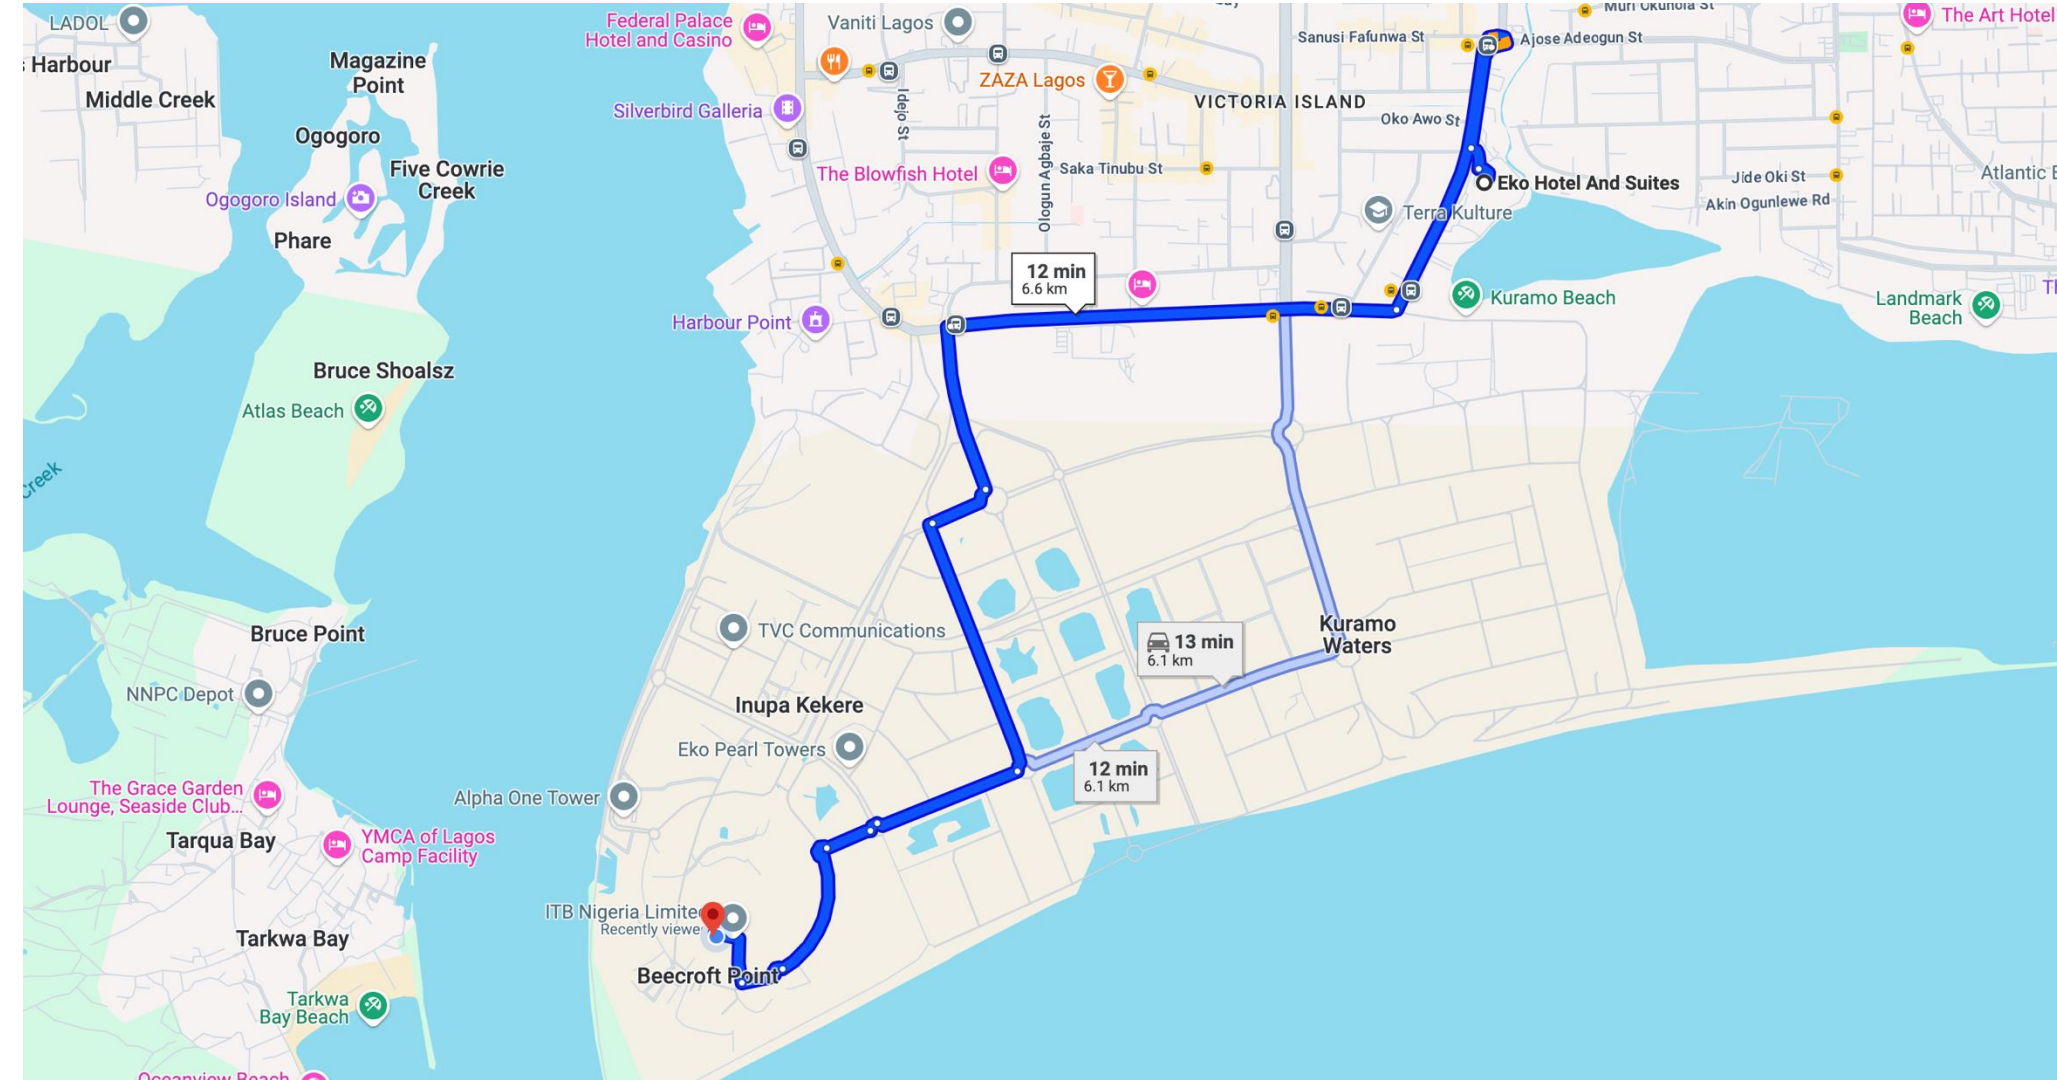 LADOL
Harbour
Middle Creek
Magazine
Point
Ogogoro
Five Cowrie
Creek
Ogogoro Island
Phare
Federal Palace
Hotel and Casino
Vaniti Lagos
ZAZA Lagos
Silverbird Galleria
Idejo St
The Blowfish Hotel
Ologun Agbaje St
Saka Tinubu St
VICTORIA ISLAND
Sanusi Fafunwa St
Muri Okunola St
Ajose Adeogun St
The Art Hotel
Oko Awo St
Eko Hotel And Suites
Terra Kulture
Jide Oki St
Akin Ogunlewe Rd
Atlantic
12 min
6.6 km
Harbour Point
Kuramo Beach
Landmark
Beach
Bruce Shoalsz
Atlas Beach
Creek
Bruce Point
TVC Communications
Kuramo
Waters
13 min
6.1 km
NNPC Depot
Inupa Kekere
Eko Pearl Towers
12 min
6.1 km
The Grace Garden
Lounge, Seaside Club...
Alpha One Tower
Tarqua Bay
YMCA of Lagos
Camp Facility
ITB Nigeria Limite
Recently viewe
Tarkwa Bay
Beecroft Point
Tarkwa
Bay Beach
Oceanview Beach